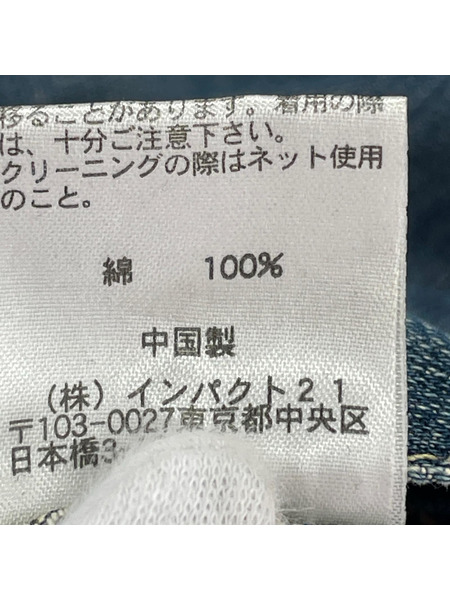 移ることがあります。着用の際
は、十分ご注意下さい。
クリーニングの際はネット使用
のこと。
綿 100%
中国製
（株）インパクト21
〒103-0027東京都中央区
日本橋3